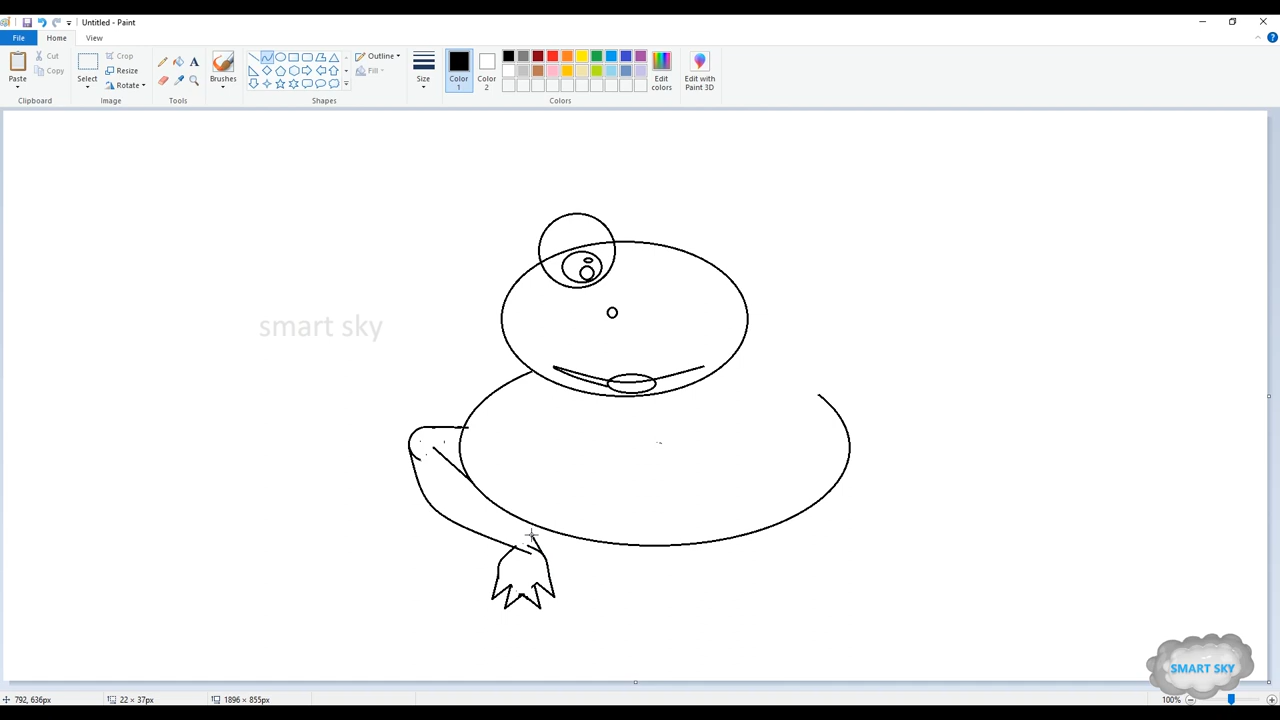 Untitled - Paint
File
Home
View
Paste
Cut
Copy
Clipboard
Select
Crop
Resize
Rotate
Image
A
Tools
Brushes
Outline
Fill
Shapes
Size
Color 1
Color 2
Edit colors
Colors
Edit with Paint 3D
smart sky
SMART SKY
792, 636px
22 × 37px
1896 × 855px
100%